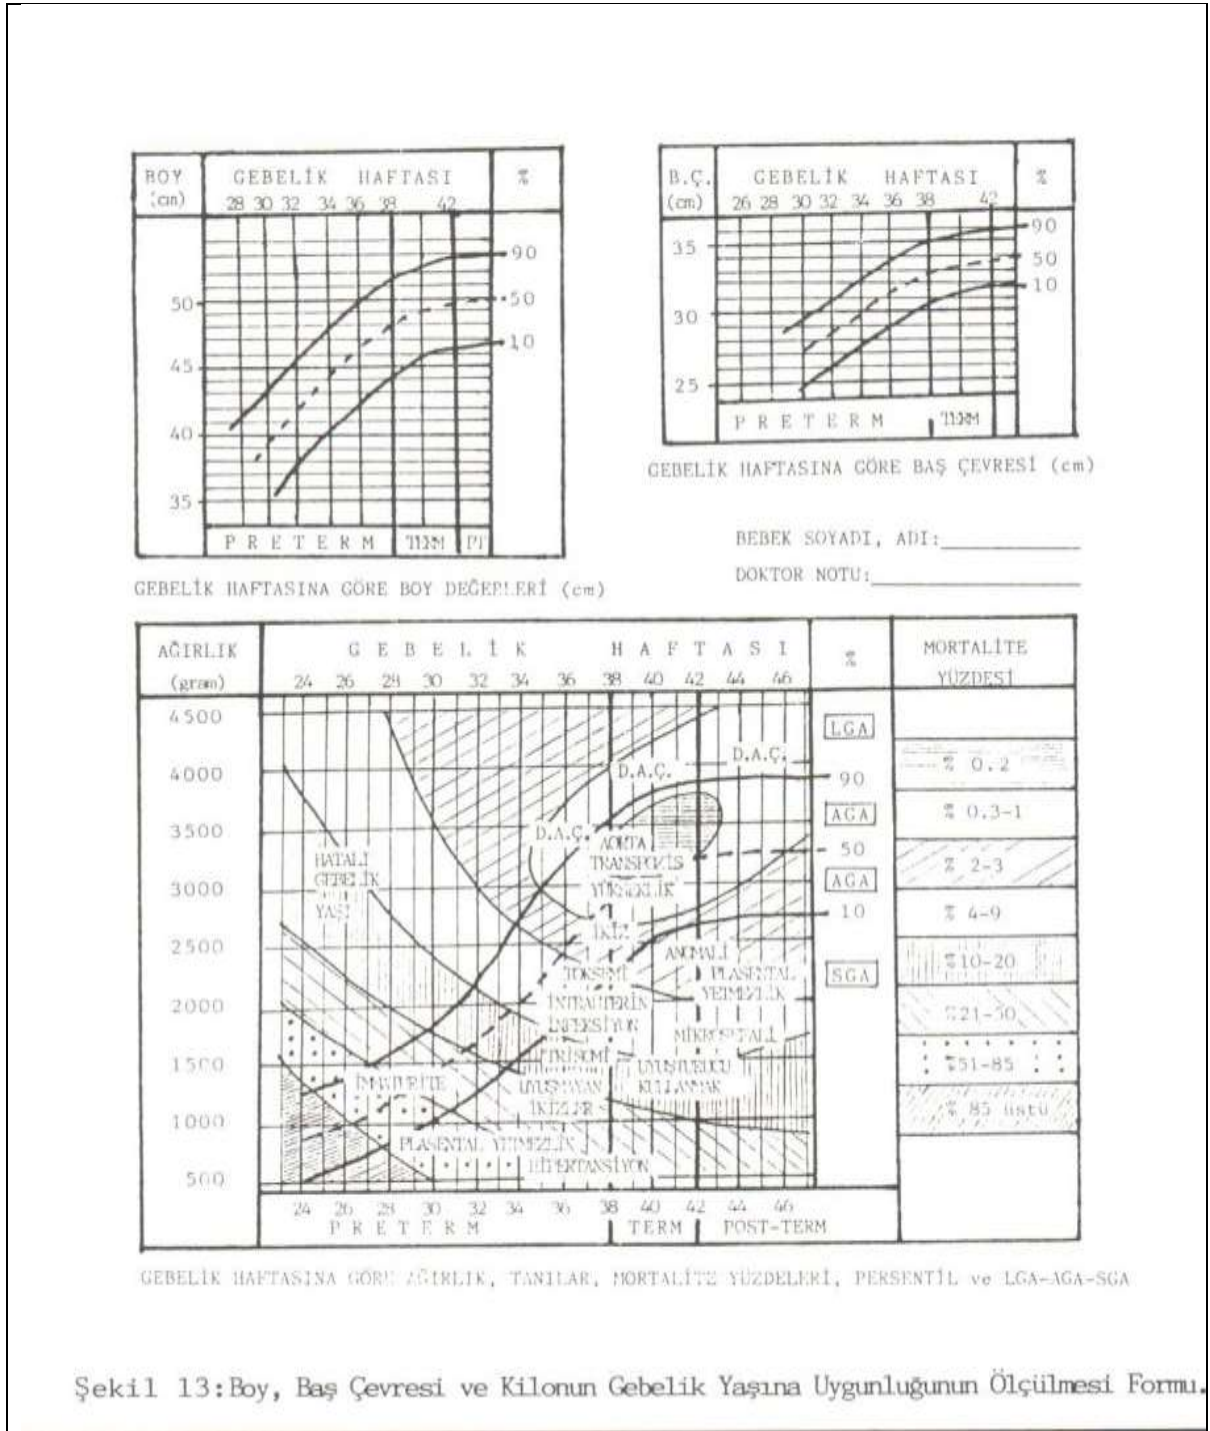 BOY
(cm)
GEBELİK HAFTASI
%
28 30 32 34 36 38 42
90
50
10
50
45
40
35
P R E T E R M
TERM
PT
GEBELİK HAFTASINA GÖRE BOY DEĞERLERİ (cm)
B.Ç.
(cm)
GEBELİK HAFTASI
%
26 28 30 32 34 36 38 42
90
50
10
35
30
25
P R E T E R M
TERM
GEBELİK HAFTASINA GÖRE BAŞ ÇEVRESİ (cm)
BEBEK SOYADI, ADI:
DOKTOR NOTU:
AĞIRLIK
(gram)
G E B E L İ K H A F T A S I
24 26 28 30 32 34 36 38 40 42 44 46
%
MORTALİTE
YÜZDESİ
4500
4000
3500
3000
2500
2000
1500
1000
500
LGA
90
AGA
50
AGA
10
SGA
% 0.2
% 0.3-1
% 2-3
% 4-9
%10-20
%21-50
%51-85
% 85 üstü
D.A.Ç.
D.A.Ç.
D.A.Ç.
HATALI
GEBELİK
YAŞI
AORTA
YÜKSEKLİK
İKİZ
TOKSEMİ
İNTRAUTERİN
İNFEKSİYON
TRİSOMİ
UYUŞMAYAN
İKİZLER
ANOMALİ
PLASENTAL
YETMEZLİK
MİKROSEFALİ
UYUŞTURUCU
KULLANMAK
İMMATÜRİTE
PLASENTAL YETMEZLİK
HİPERTANSİYON
24 26 28 30 32 34 36 38 40 42 44 46
P R E T E R M
TERM
POST-TERM
GEBELİK HAFTASINA GÖRE AĞIRLIK, TANILAR, MORTALİTE YÜZDELERİ, PERSENTİL ve LGA-AGA-SGA
Şekil 13:Boy, Baş Çevresi ve Kilonun Gebelik Yaşına Uygunluğunun Ölçülmesi Formu.